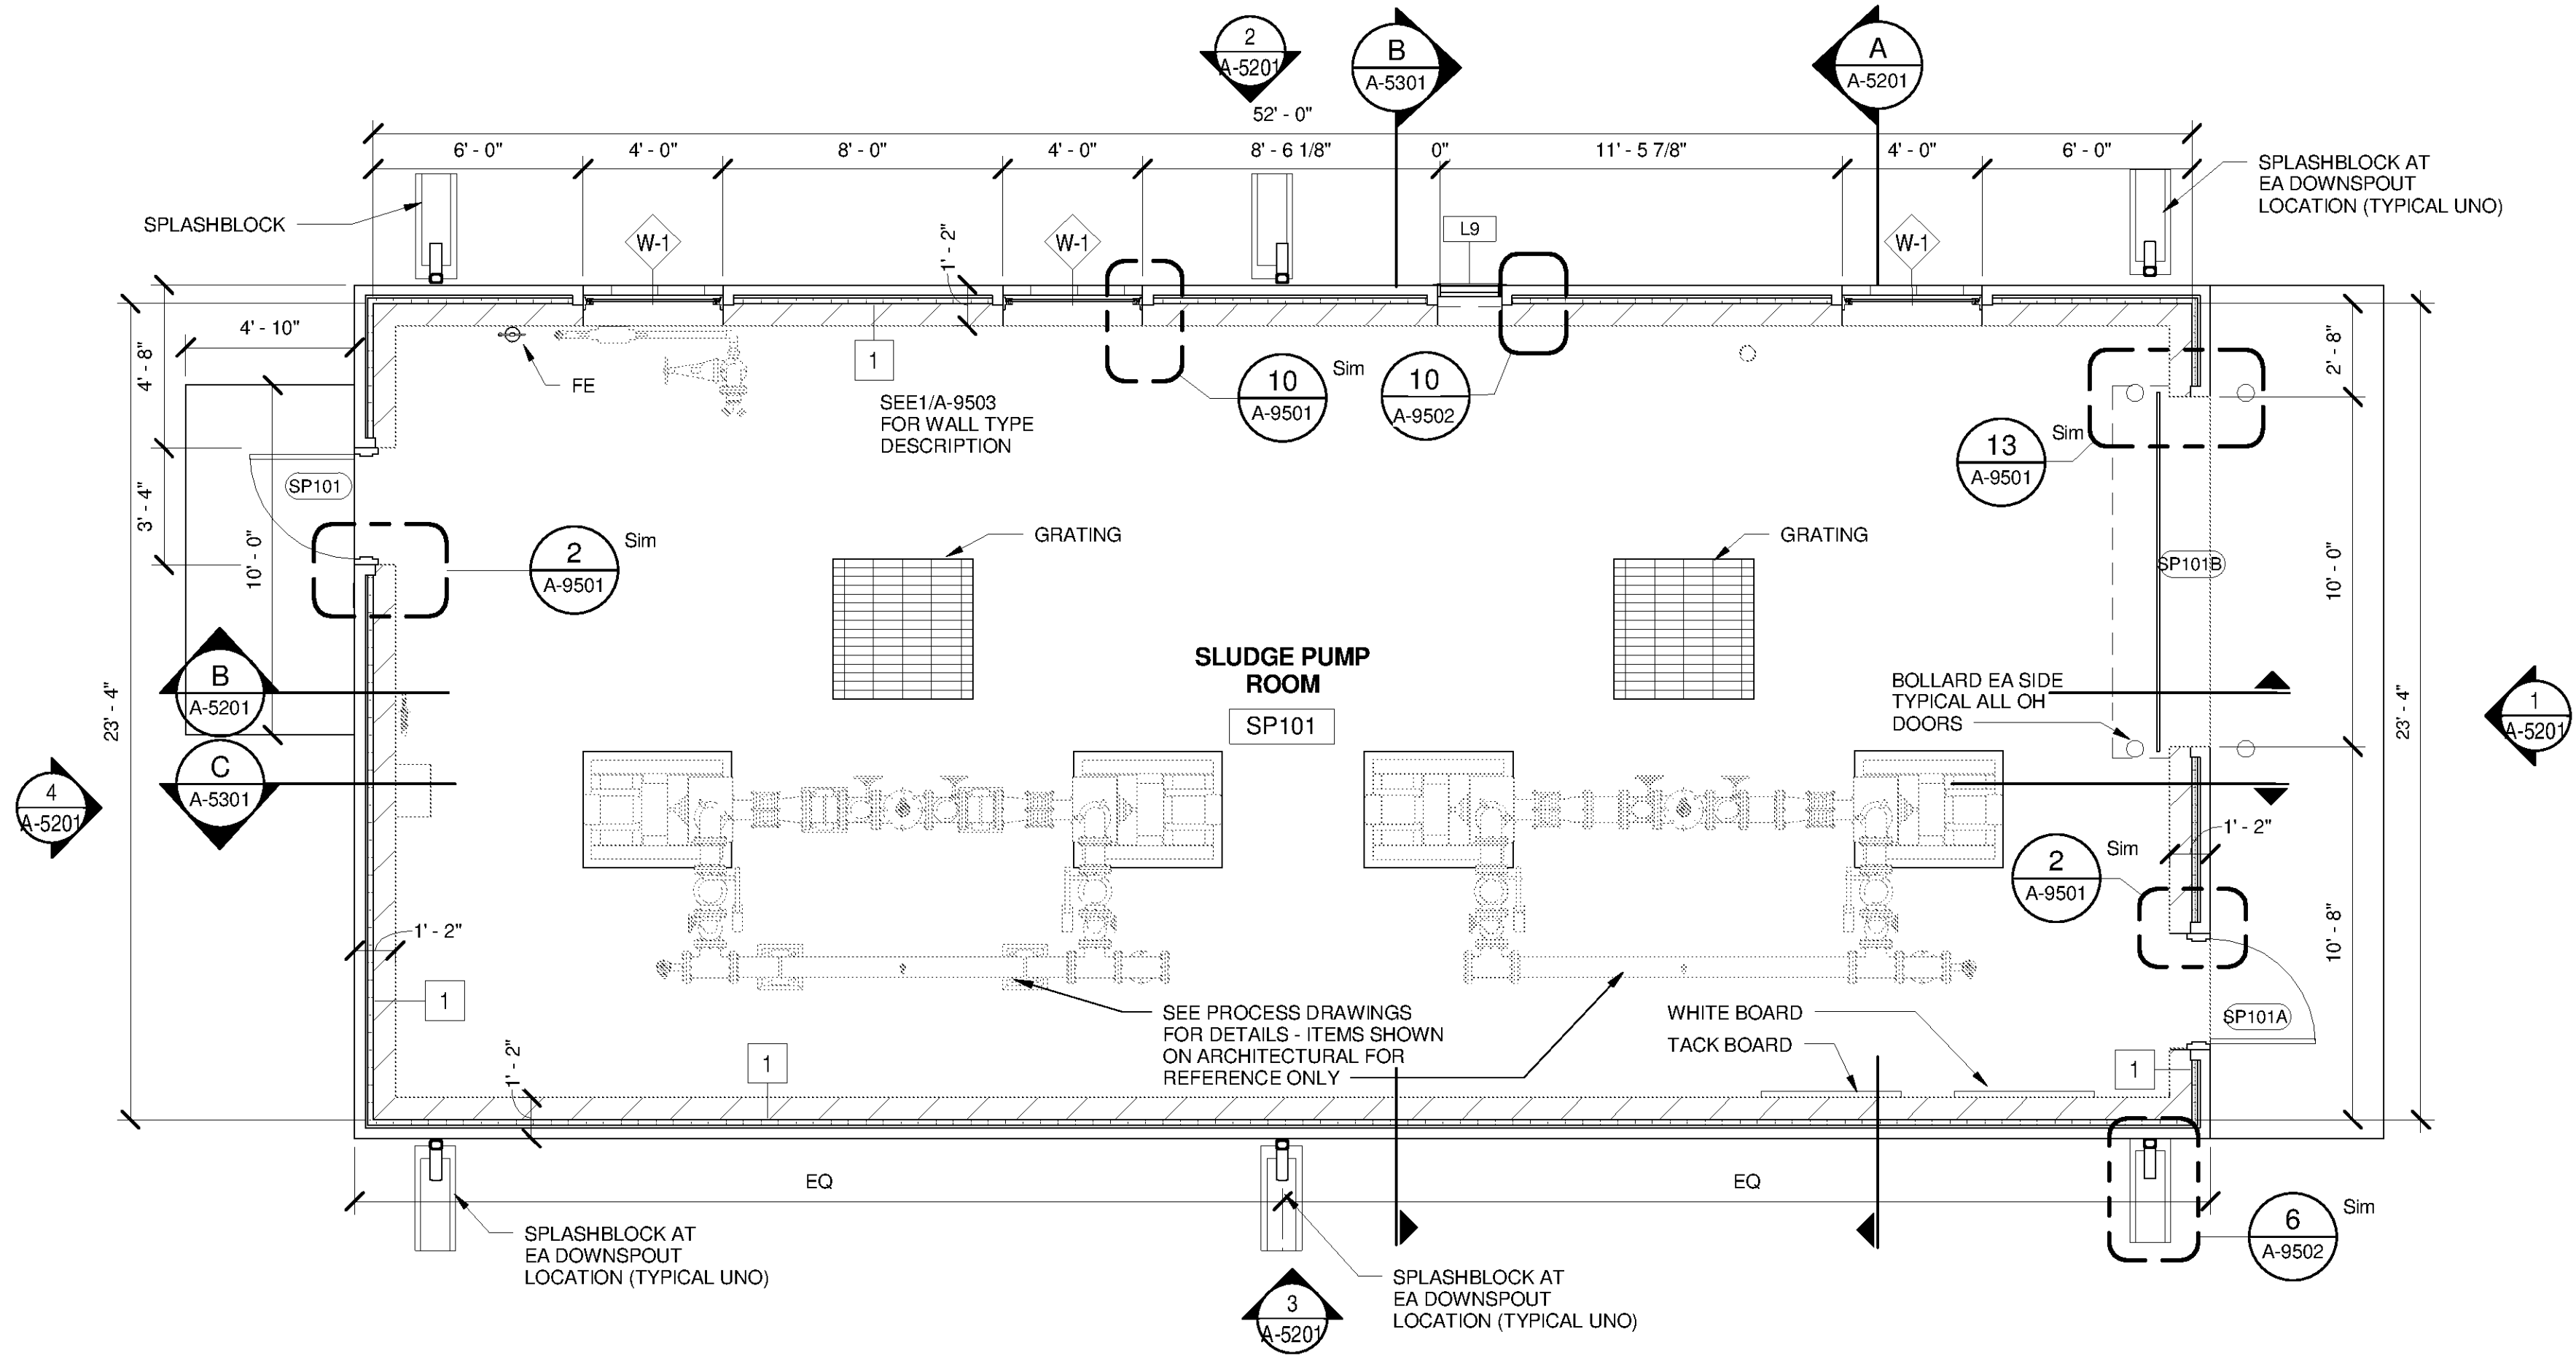 2
A-5201
B
A-5301
A
A-5201
52' - 0"
6' - 0"
4' - 0"
8' - 0"
4' - 0"
8' - 6 1/8"
0"
11' - 5 7/8"
4' - 0"
6' - 0"
SPLASHBLOCK AT
EA DOWNSPOUT
LOCATION (TYPICAL UNO)
SPLASHBLOCK
W-1
1' - 2"
W-1
L9
W-1
4' - 10"
4' - 8"
3' - 4"
10' - 0"
23' - 4"
FE
1
SEE1/A-9503
FOR WALL TYPE
DESCRIPTION
10
A-9501
Sim
10
A-9502
13
A-9501
Sim
2' - 8"
10' - 0"
10' - 8"
23' - 4"
SP101
2
A-9501
Sim
GRATING
GRATING
SP101B
SLUDGE PUMP
ROOM
SP101
BOLLARD EA SIDE
TYPICAL ALL OH
DOORS
B
A-5201
C
A-5301
4
A-5201
1
A-5201
1' - 2"
2
A-9501
Sim
1' - 2"
1
SEE PROCESS DRAWINGS
FOR DETAILS - ITEMS SHOWN
ON ARCHITECTURAL FOR
REFERENCE ONLY
WHITE BOARD
TACK BOARD
SP101A
1
1' - 2"
1
EQ
EQ
SPLASHBLOCK AT
EA DOWNSPOUT
LOCATION (TYPICAL UNO)
SPLASHBLOCK AT
EA DOWNSPOUT
LOCATION (TYPICAL UNO)
3
A-5201
6
A-9502
Sim